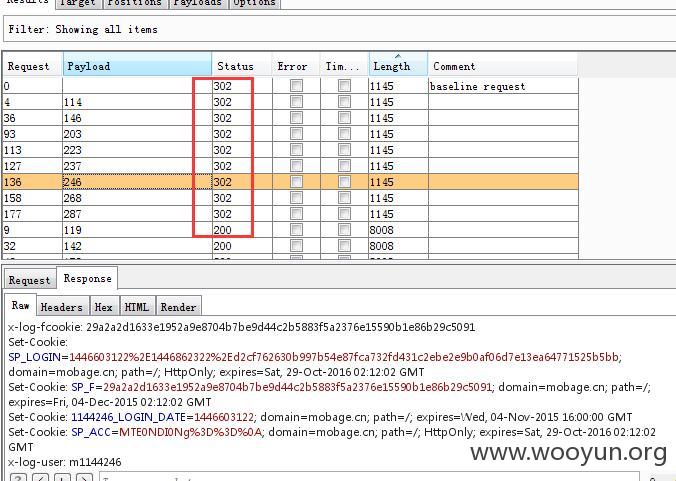 Results Target Positions Payloads Options
Filter: Showing all items
Request Payload Status Error Tim... Length Comment
0 302 1145 baseline request
4 114 302 1145
36 146 302 1145
93 203 302 1145
113 223 302 1145
127 237 302 1145
136 246 302 1145
158 268 302 1145
177 287 302 1145
9 119 200 8008
32 142 200 8008
Request Response
Raw Headers Hex HTML Render
x-log-fcookie: 29a2a2d1633e1952a9e8704b7be9d44c2b5883f5a2376e15590b1e86b29c5091
Set-Cookie:
SP_LOGIN=1446603122%2E1446862322%2Ed2cf762630b997b54e87fca732fd431c2ebe2e9b0af06d7e13ea64771525b5bb;
domain=mobage.cn; path=/; HttpOnly; expires=Sat, 29-Oct-2016 02:12:02 GMT
Set-Cookie: SP_F=29a2a2d1633e1952a9e8704b7be9d44c2b5883f5a2376e15590b1e86b29c5091; domain=mobage.cn; path=/;
expires=Fri, 04-Dec-2015 02:12:02 GMT
Set-Cookie: 1144246_LOGIN_DATE=1446603122; domain=mobage.cn; path=/; expires=Wed, 04-Nov-2015 16:00:00 GMT
Set-Cookie: SP_ACC=MTE0NDI0Ng%3D%3D%0A; domain=mobage.cn; path=/; HttpOnly; expires=Sat, 29-Oct-2016 02:12:02
GMT
x-log-user: m1144246
www.wooyun.org